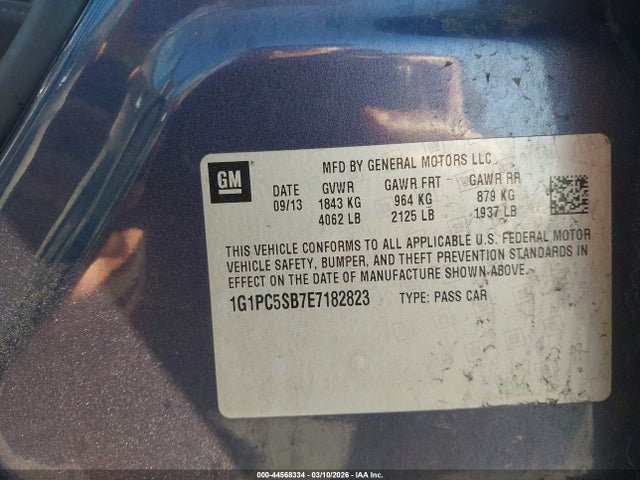 GM
MFD BY GENERAL MOTORS LLC
DATE GVWR GAWR FRT GAWR RR
09/13 1843 KG 964 KG 879 KG
4062 LB 2125 LB 1937 LB
THIS VEHICLE CONFORMS TO ALL APPLICABLE U.S. FEDERAL MOTOR
VEHICLE SAFETY, BUMPER, AND THEFT PREVENTION STANDARDS IN
EFFECT ON THE DATE OF MANUFACTURE SHOWN ABOVE.
1G1PC5SB7E7182823 TYPE: PASS CAR
000-44568334 - 03/10/2026 - IAA Inc.